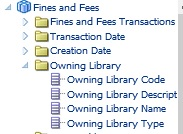 Fines and Fees
Fines and Fees Transactions
Transaction Date
Creation Date
Owning Library
Owning Library Code
Owning Library Descript
Owning Library Name
Owning Library Type